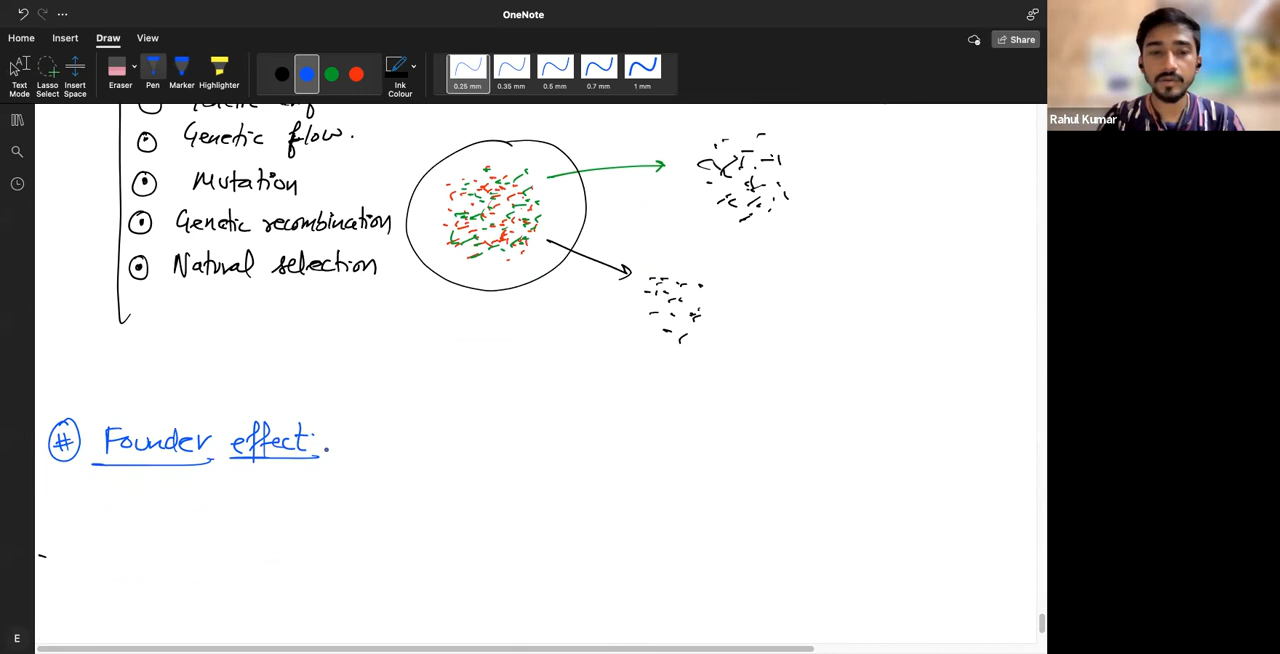 OneNote
Home Insert Draw View
Share
Text Mode
Lasso Select
Insert Space
Eraser
Pen
Marker
Highlighter
Ink Colour
0.25 mm 0.35 mm 0.5 mm 0.7 mm 1 mm
Rahul Kumar
Genetic flow.
Mutation
Genetic recombination
Natural selection
# Founder effect:
E